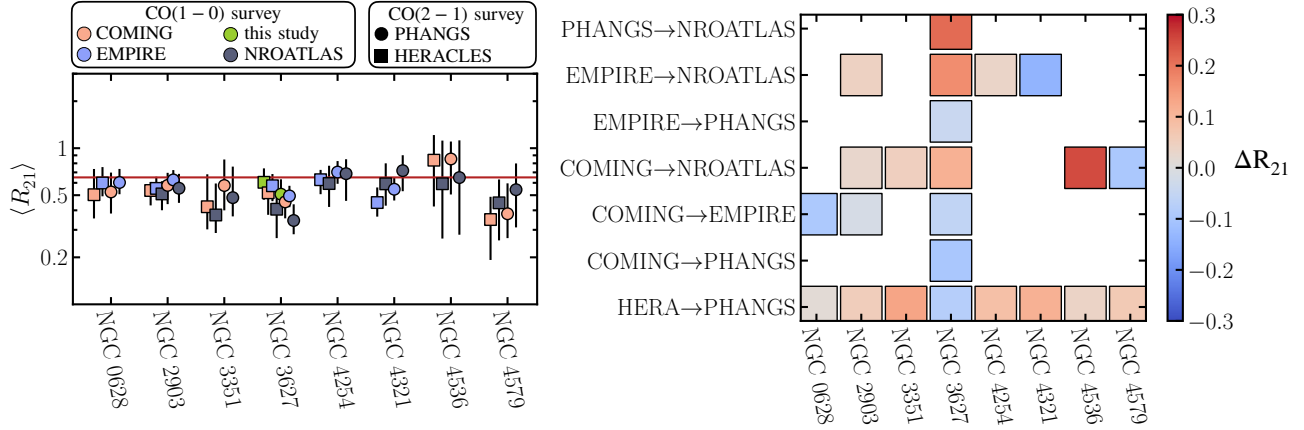 CO(1 − 0) survey
COMING
this study
EMPIRE
NROATLAS
CO(2 − 1) survey
PHANGS
HERACLES
⟨R21⟩
1
0.5
0.2
NGC 0628
NGC 2903
NGC 3351
NGC 3627
NGC 4254
NGC 4321
NGC 4536
NGC 4579
PHANGS→NROATLAS
EMPIRE→NROATLAS
EMPIRE→PHANGS
COMING→NROATLAS
COMING→EMPIRE
COMING→PHANGS
HERA→PHANGS
NGC 0628
NGC 2903
NGC 3351
NGC 3627
NGC 4254
NGC 4321
NGC 4536
NGC 4579
0.3
0.2
0.1
0.0
−0.1
−0.2
−0.3
ΔR21